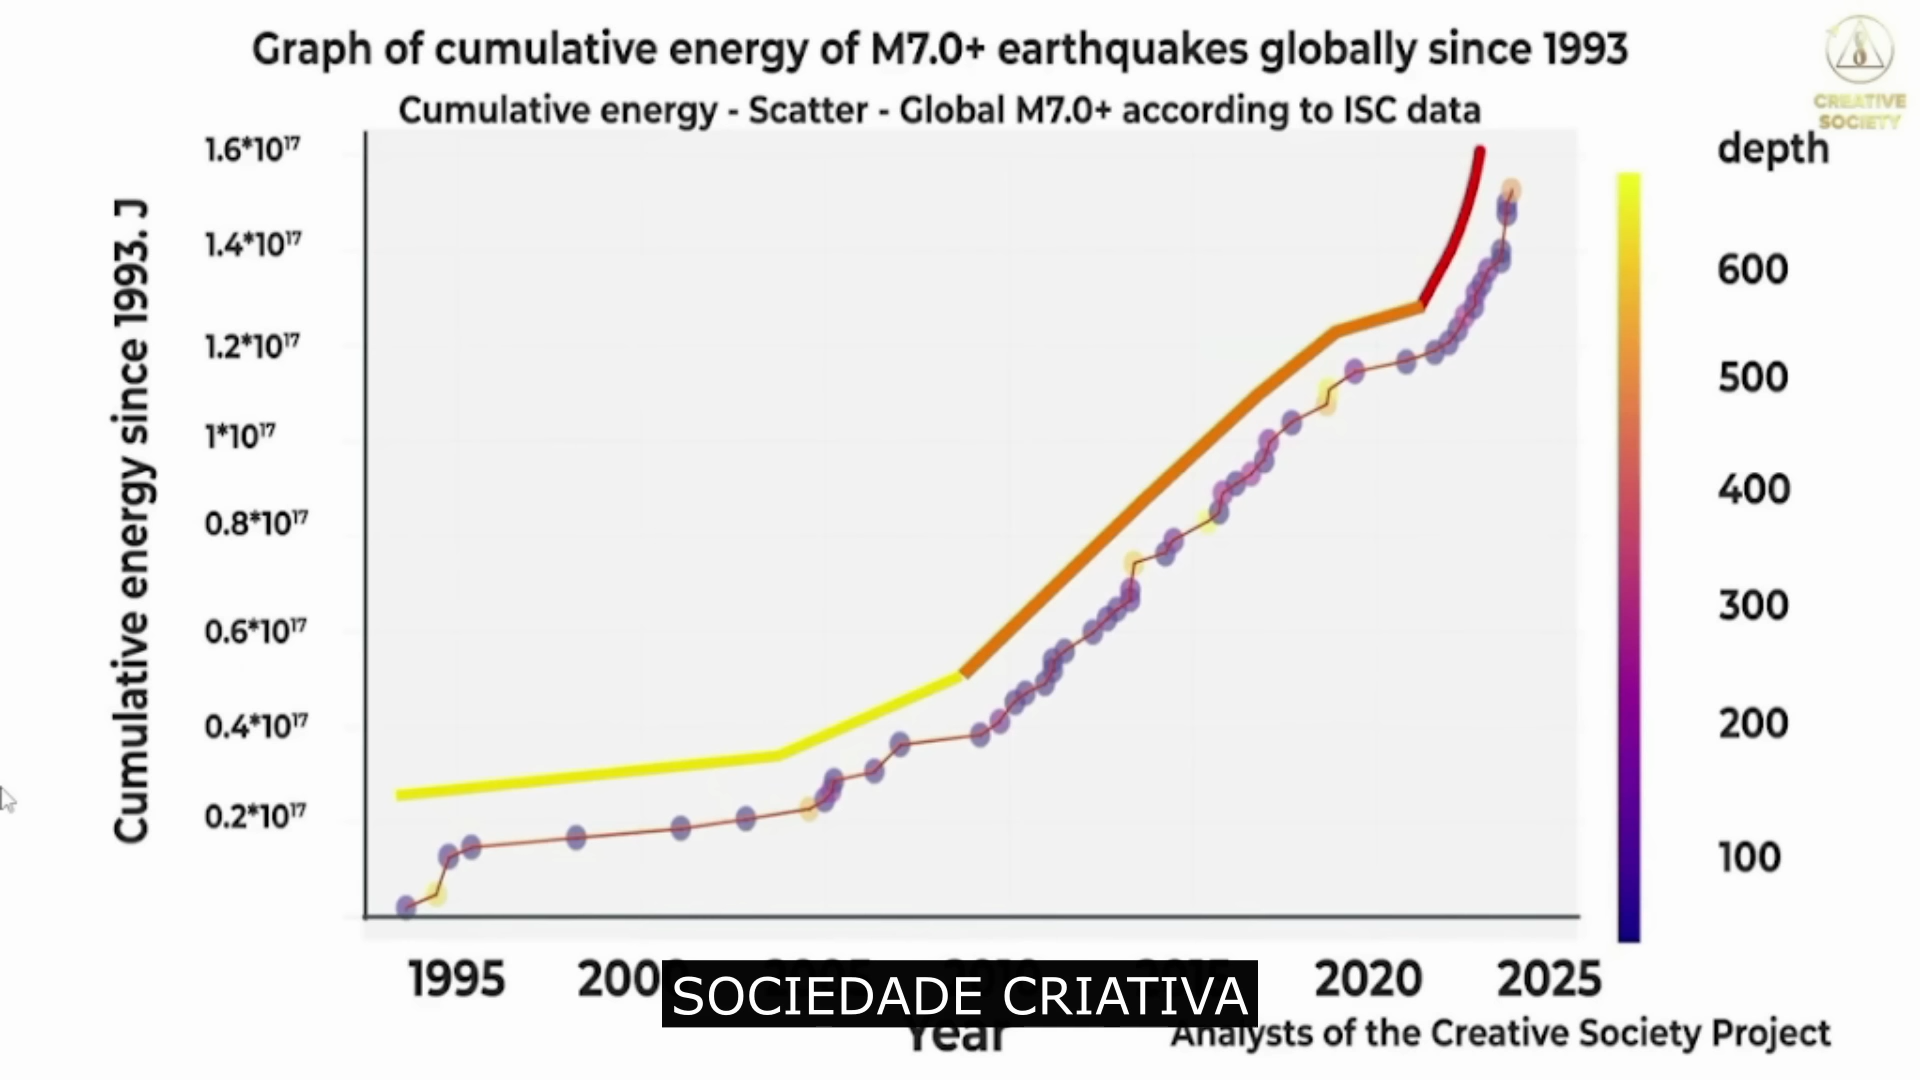 Graph of cumulative energy of M7.0+ earthquakes globally since 1993
Cumulative energy - Scatter - Global M7.0+ according to ISC data
CREATIVE
SOCIETY
depth
Cumulative energy since 1993. J
1.6*10¹⁷
1.4*10¹⁷
1.2*10¹⁷
1*10¹⁷
0.8*10¹⁷
0.6*10¹⁷
0.4*10¹⁷
0.2*10¹⁷
600
500
400
300
200
100
1995 2020 2025
SOCIEDADE CRIATIVA
Year
Analysts of the Creative Society Project